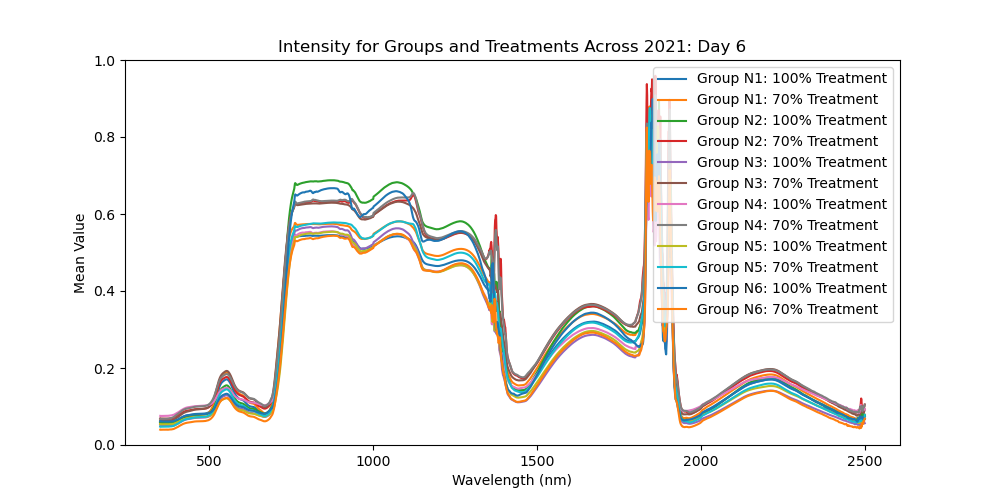 Intensity for Groups and Treatments Across 2021: Day 6
Mean Value
1.0
0.8
0.6
0.4
0.2
0.0
Group N1: 100% Treatment
Group N1: 70% Treatment
Group N2: 100% Treatment
Group N2: 70% Treatment
Group N3: 100% Treatment
Group N3: 70% Treatment
Group N4: 100% Treatment
Group N4: 70% Treatment
Group N5: 100% Treatment
Group N5: 70% Treatment
Group N6: 100% Treatment
Group N6: 70% Treatment
500 1000 1500 2000 2500
Wavelength (nm)